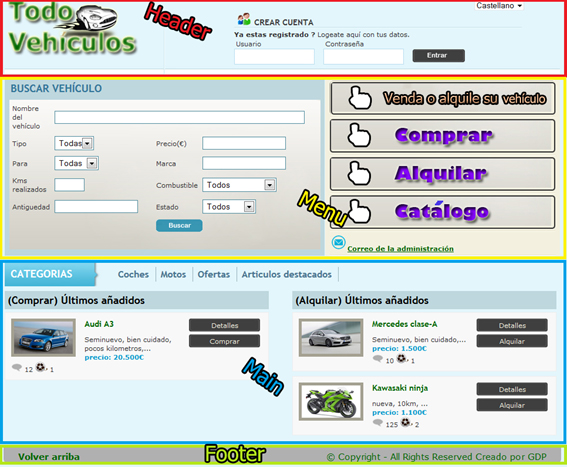 Todo
Vehículos
Header
Castellano
CREAR CUENTA
Ya estas registrado ? Logeate aquí con tus datos.
Usuario Contraseña
Entrar
BUSCAR VEHÍCULO
Nombre
del
vehículo
Tipo Todas Precio(€)
Para Todas Marca
Kms
realizados
Combustible Todos
Antiguedad Estado Todos
Buscar
Menu
Venda o alquile su vehículo
Comprar
Alquilar
Catálogo
Correo de la administración
CATEGORIAS Coches Motos Ofertas Articulos destacados
(Comprar) Últimos añadidos
Audi A3
Seminuevo, bien cuidado,
pocos kilometros,...
precio: 20.500€
Detalles
Comprar
12 1
Main
(Alquilar) Últimos añadidos
Mercedes clase-A
Seminuevo, bien cuidado,...
precio: 1.500€
Detalles
Alquilar
10 1
Kawasaki ninja
nueva, 10km, ...
precio: 1.100€
Detalles
Alquilar
125 2
Footer
Volver arriba
© Copyright - All Rights Reserved Creado por GDP